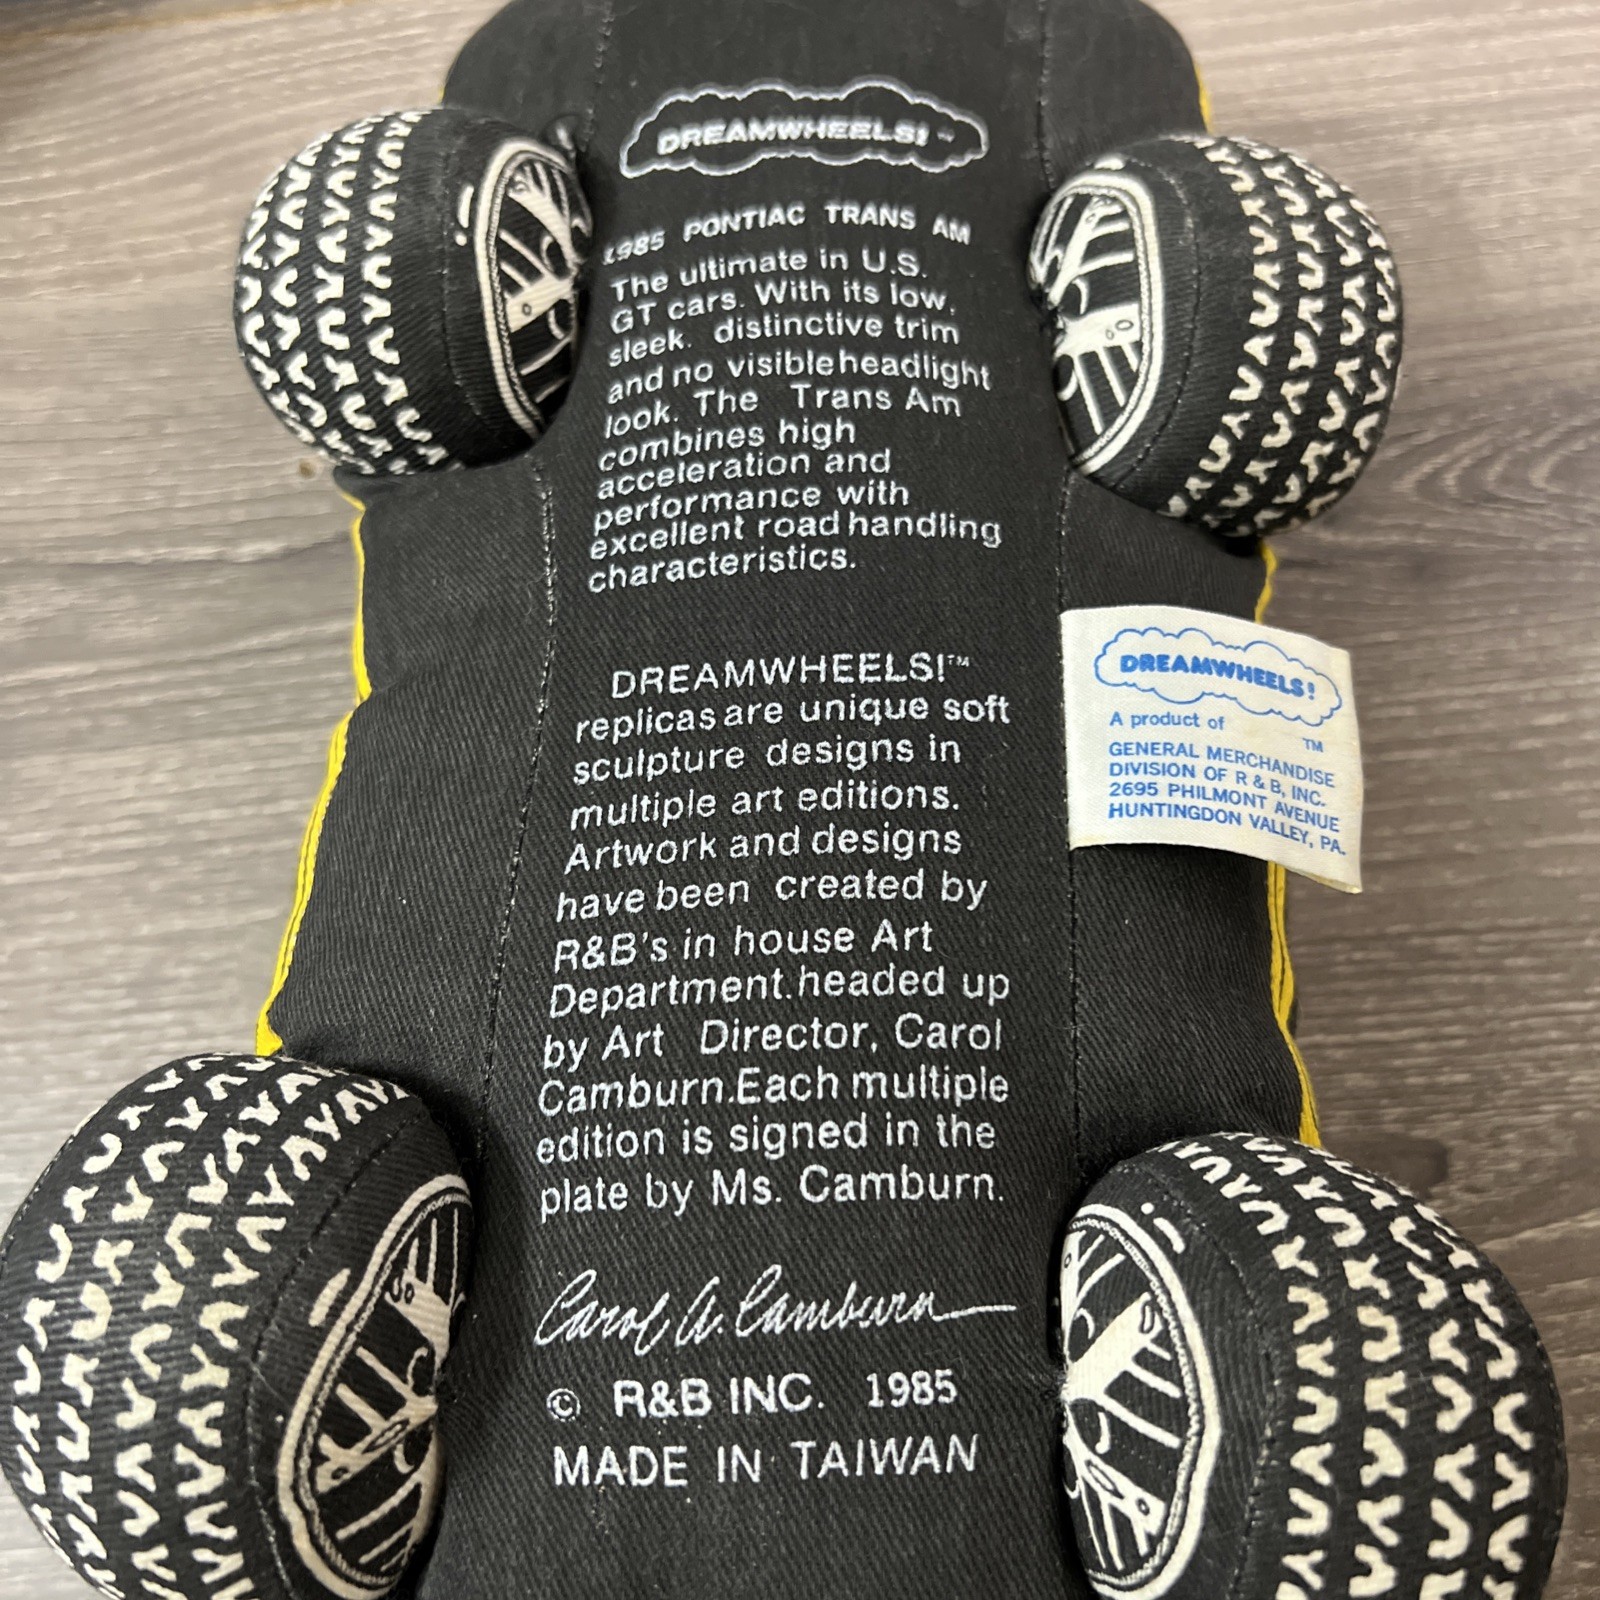 DREAMWHEELS! ™
1985 PONTIAC TRANS AM
The ultimate in U.S.
GT cars. With its low,
sleek. distinctive trim
and no visible headlight
look. The Trans Am
combines high
acceleration and
performance with
excellent road handling
characteristics.
DREAMWHEELS!™
replicas are unique soft
sculpture designs in
multiple art editions.
Artwork and designs
have been created by
R&B's in house Art
Department.headed up
by Art Director, Carol
Camburn.Each multiple
edition is signed in the
plate by Ms. Camburn.
Carol A. Camburn
© R&B INC. 1985
MADE IN TAIWAN
DREAMWHEELS!
A product of
TM
GENERAL MERCHANDISE
DIVISION OF R & B, INC.
2695 PHILMONT AVENUE
HUNTINGDON VALLEY, PA.